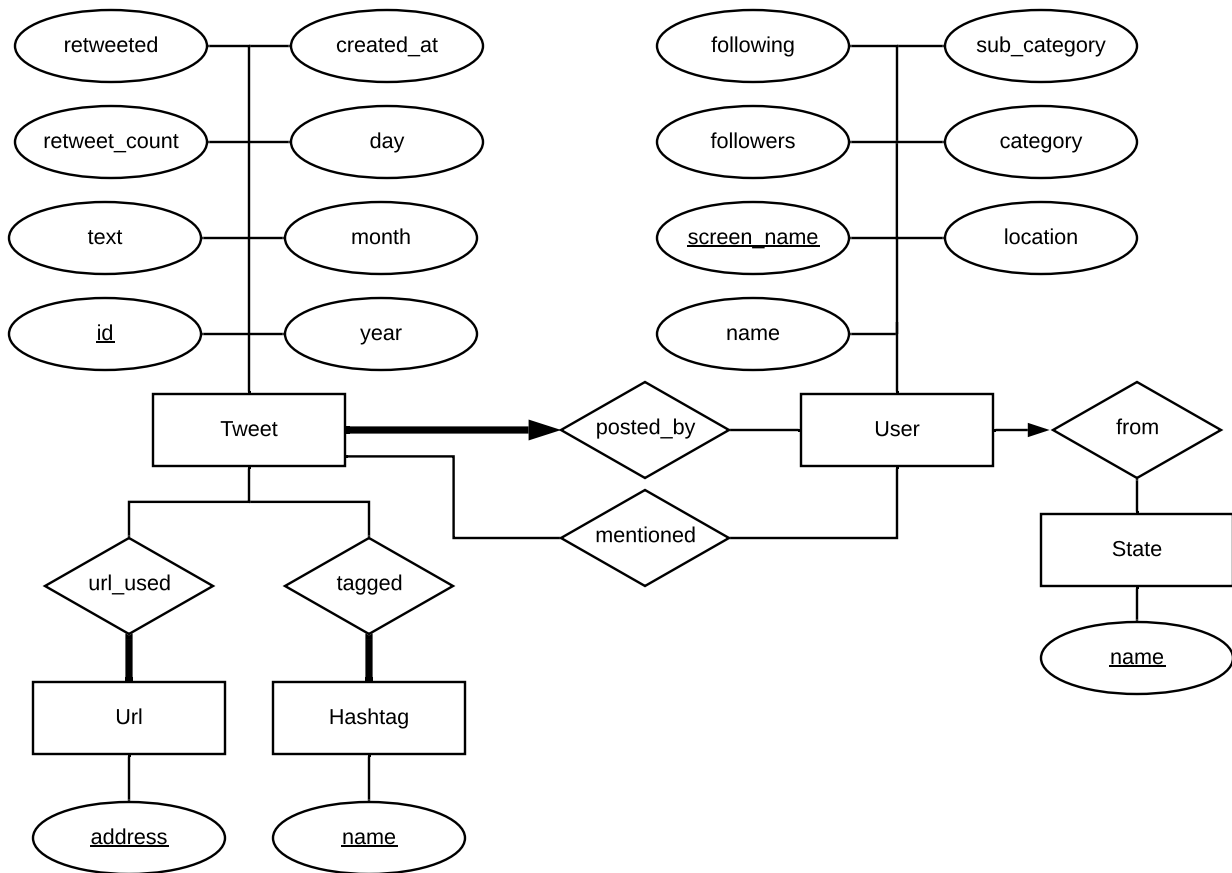 retweeted
created_at
following
sub_category
retweet_count
day
followers
category
text
month
screen_name
location
id
year
name
Tweet
posted_by
User
from
mentioned
State
url_used
tagged
name
Url
Hashtag
address
name